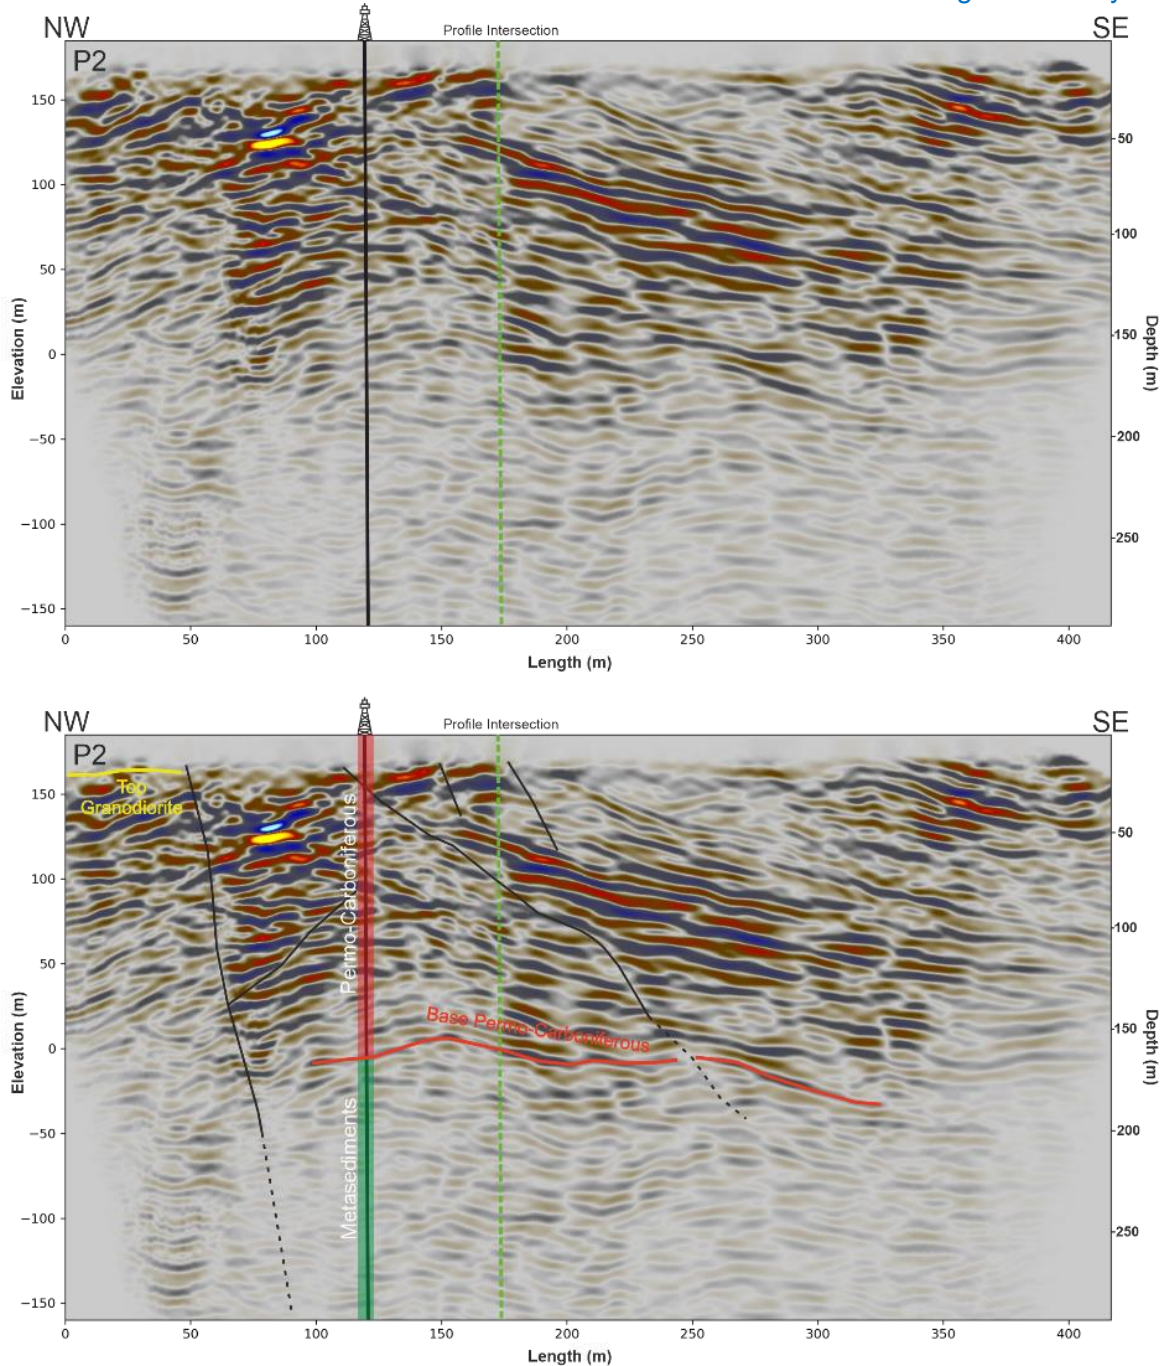 NW
Profile Intersection
SE
P2
150
100
50
0
−50
−100
−150
Elevation (m)
50
100
150
200
250
Depth (m)
0 50 100 150 200 250 300 350 400
Length (m)
NW
Profile Intersection
SE
P2
Top
Granodiorite
Permo-Carboniferous
Base Permo-Carboniferous
Metasediments
150
100
50
0
−50
−100
−150
Elevation (m)
50
100
150
200
250
Depth (m)
0 50 100 150 200 250 300 350 400
Length (m)